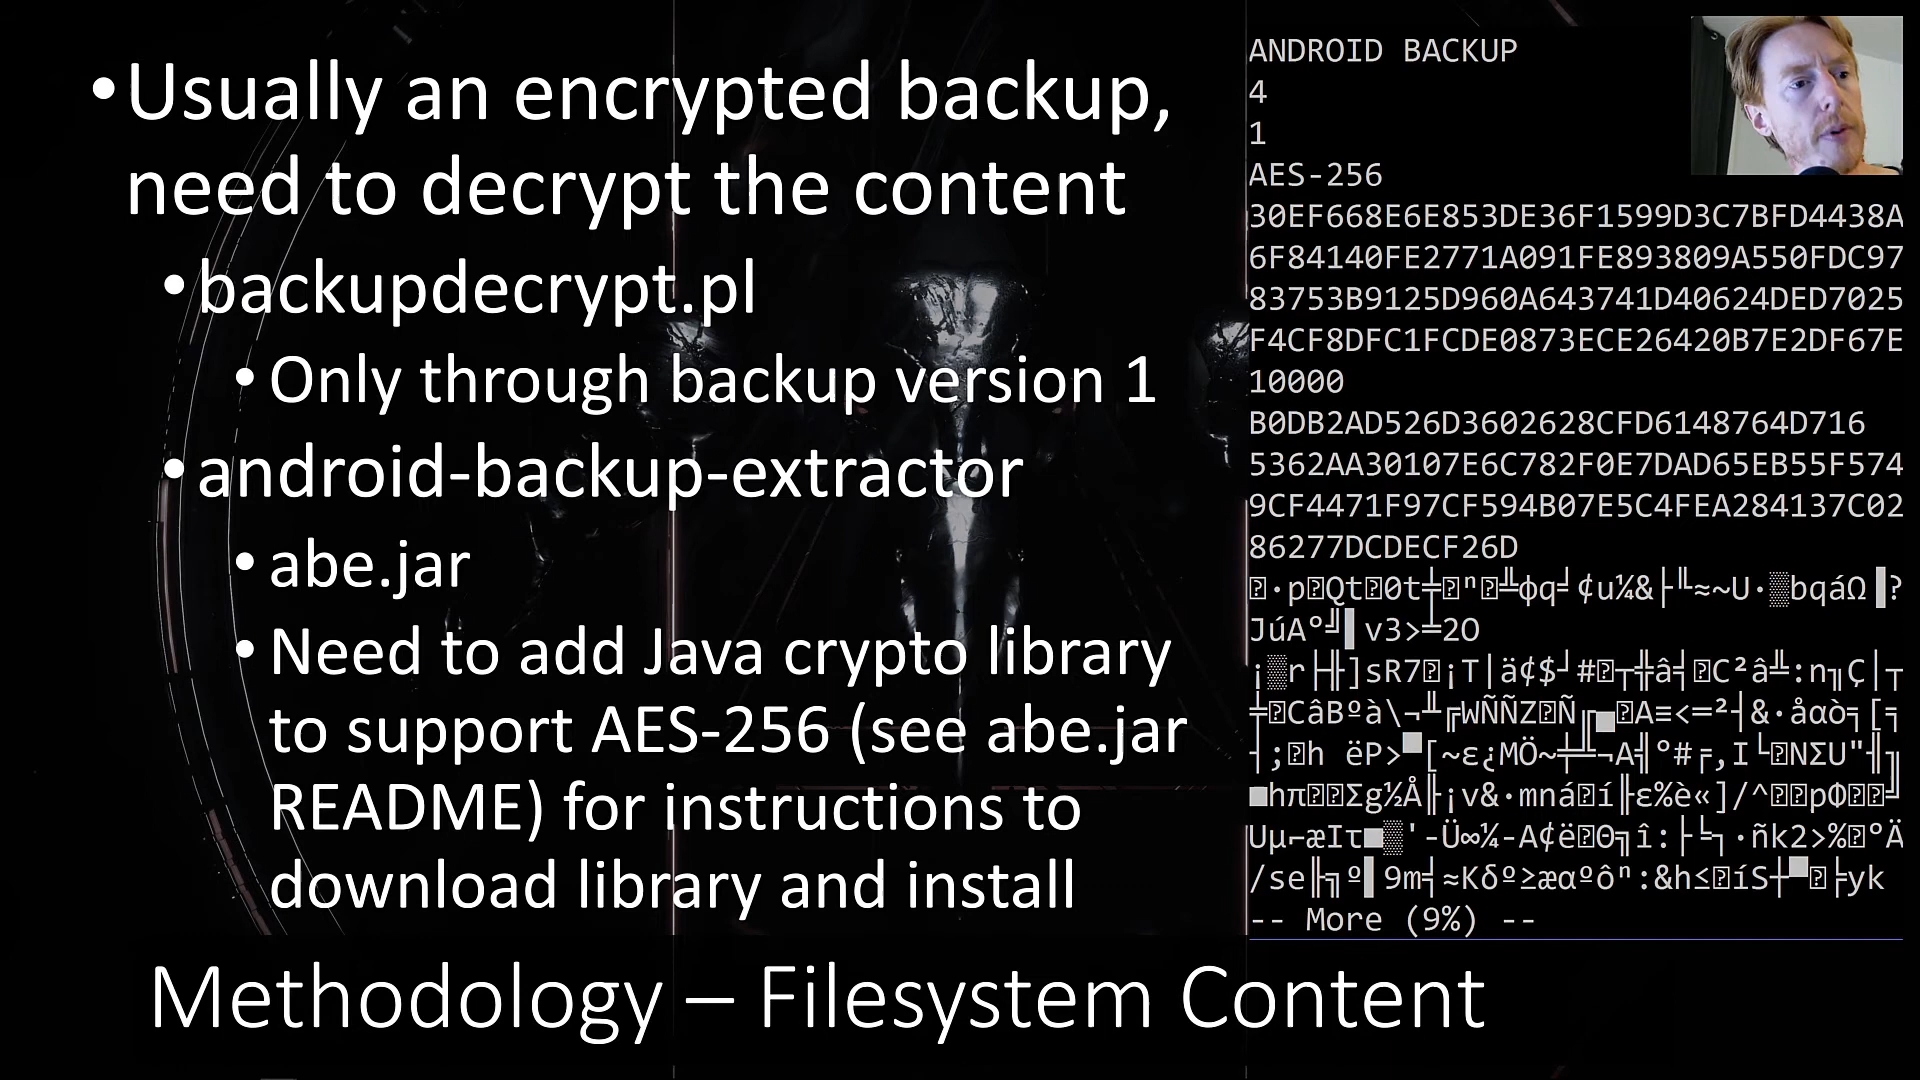 •Usually an encrypted backup,
need to decrypt the content
•backupdecrypt.pl
•Only through backup version 1
•android-backup-extractor
•abe.jar
•Need to add Java crypto library
to support AES-256 (see abe.jar
README) for instructions to
download library and install
ANDROID BACKUP
4
1
AES-256
30EF668E6E853DE36F1599D3C7BFD4438A
6F84140FE2771A091FE893809A550FDC97
83753B9125D960A643741D40624DED7025
F4CF8DFC1FCDE0873ECE26420B7E2DF67E
10000
B0DB2AD526D3602628CFD6148764D716
5362AA30107E6C782F0E7DAD65EB55F574
9CF4471F97CF594B07E5C4FEA284137C02
86277DCDECF26D
-- More (9%) --
Methodology – Filesystem Content